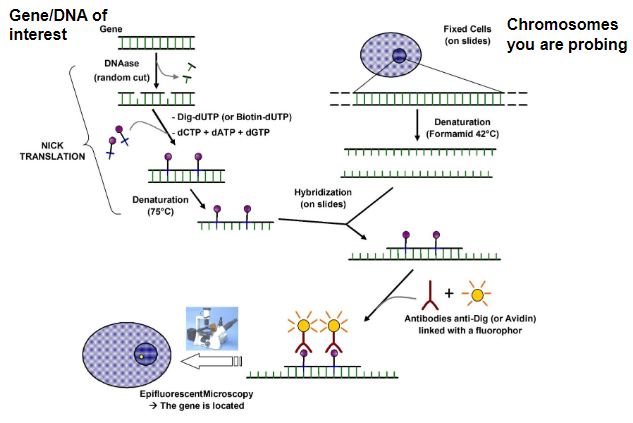 Gene/DNA of
interest
Gene
DNAase
(random cut)
- Dig-dUTP (or Biotin-dUTP)
- dCTP + dATP + dGTP
NICK
TRANSLATION
Denaturation
(75°C)
Fixed Cells
(on slides)
Chromosomes
you are probing
Denaturation
(Formamid 42°C)
Hybridization
(on slides)
+
Antibodies anti-Dig (or Avidin)
linked with a fluorophor
EpifluorescentMicroscopy
→ The gene is located